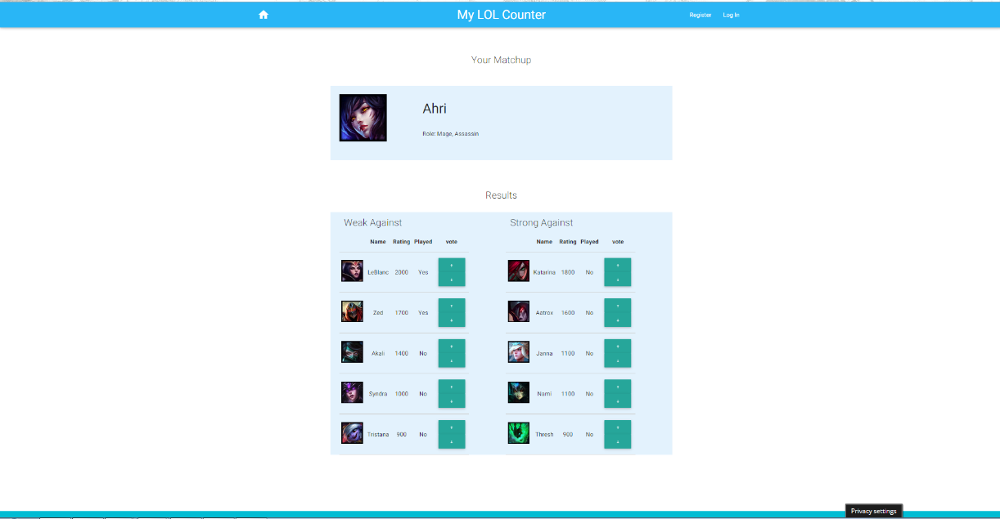 My LOL Counter
Register Log In
Your Matchup
Ahri
Role: Mage, Assassin
Results
Weak Against
Name Rating Played vote
LeBlanc 2000 Yes
Zed 1700 Yes
Akali 1400 No
Syndra 1000 No
Tristana 900 No
Strong Against
Name Rating Played vote
Katarina 1800 No
Aatrox 1600 No
Janna 1100 No
Nami 1100 No
Thresh 900 No
Privacy settings